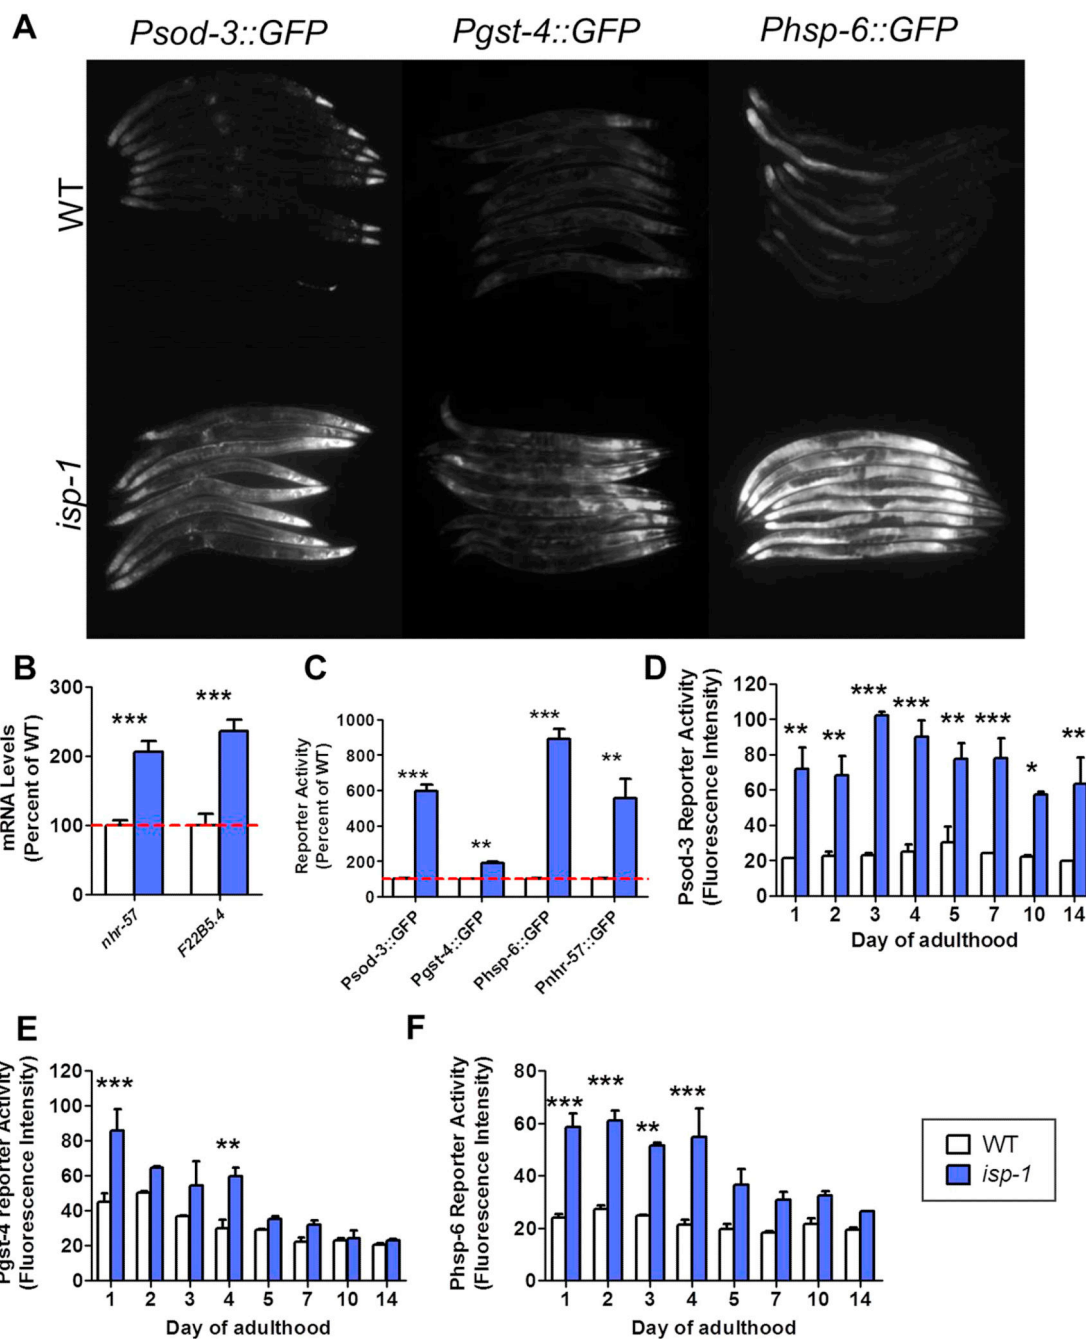 A
Psod-3::GFP
Pgst-4::GFP
Phsp-6::GFP
WT
isp-1
B
mRNA Levels
(Percent of WT)
300
200
100
0
***
***
nhr-57
F22B5.4
C
Reporter Activity
(Percent of WT)
1000
800
600
400
200
0
***
**
***
**
Psod-3::GFP
Pgst-4::GFP
Phsp-6::GFP
Pnhr-57::GFP
D
Psod-3 Reporter Activity
(Fluorescence Intensity)
120
100
80
60
40
20
0
**
**
***
***
**
***
*
**
1 2 3 4 5 7 10 14
Day of adulthood
E
Pgst-4 reporter Activity
(Fluorescence Intensity)
120
100
80
60
40
20
0
***
**
1 2 3 4 5 7 10 14
Day of adulthood
F
Phsp-6 Reporter Activity
(Fluorescence Intensity)
80
60
40
20
0
***
***
**
***
1 2 3 4 5 7 10 14
Day of adulthood
WT
isp-1